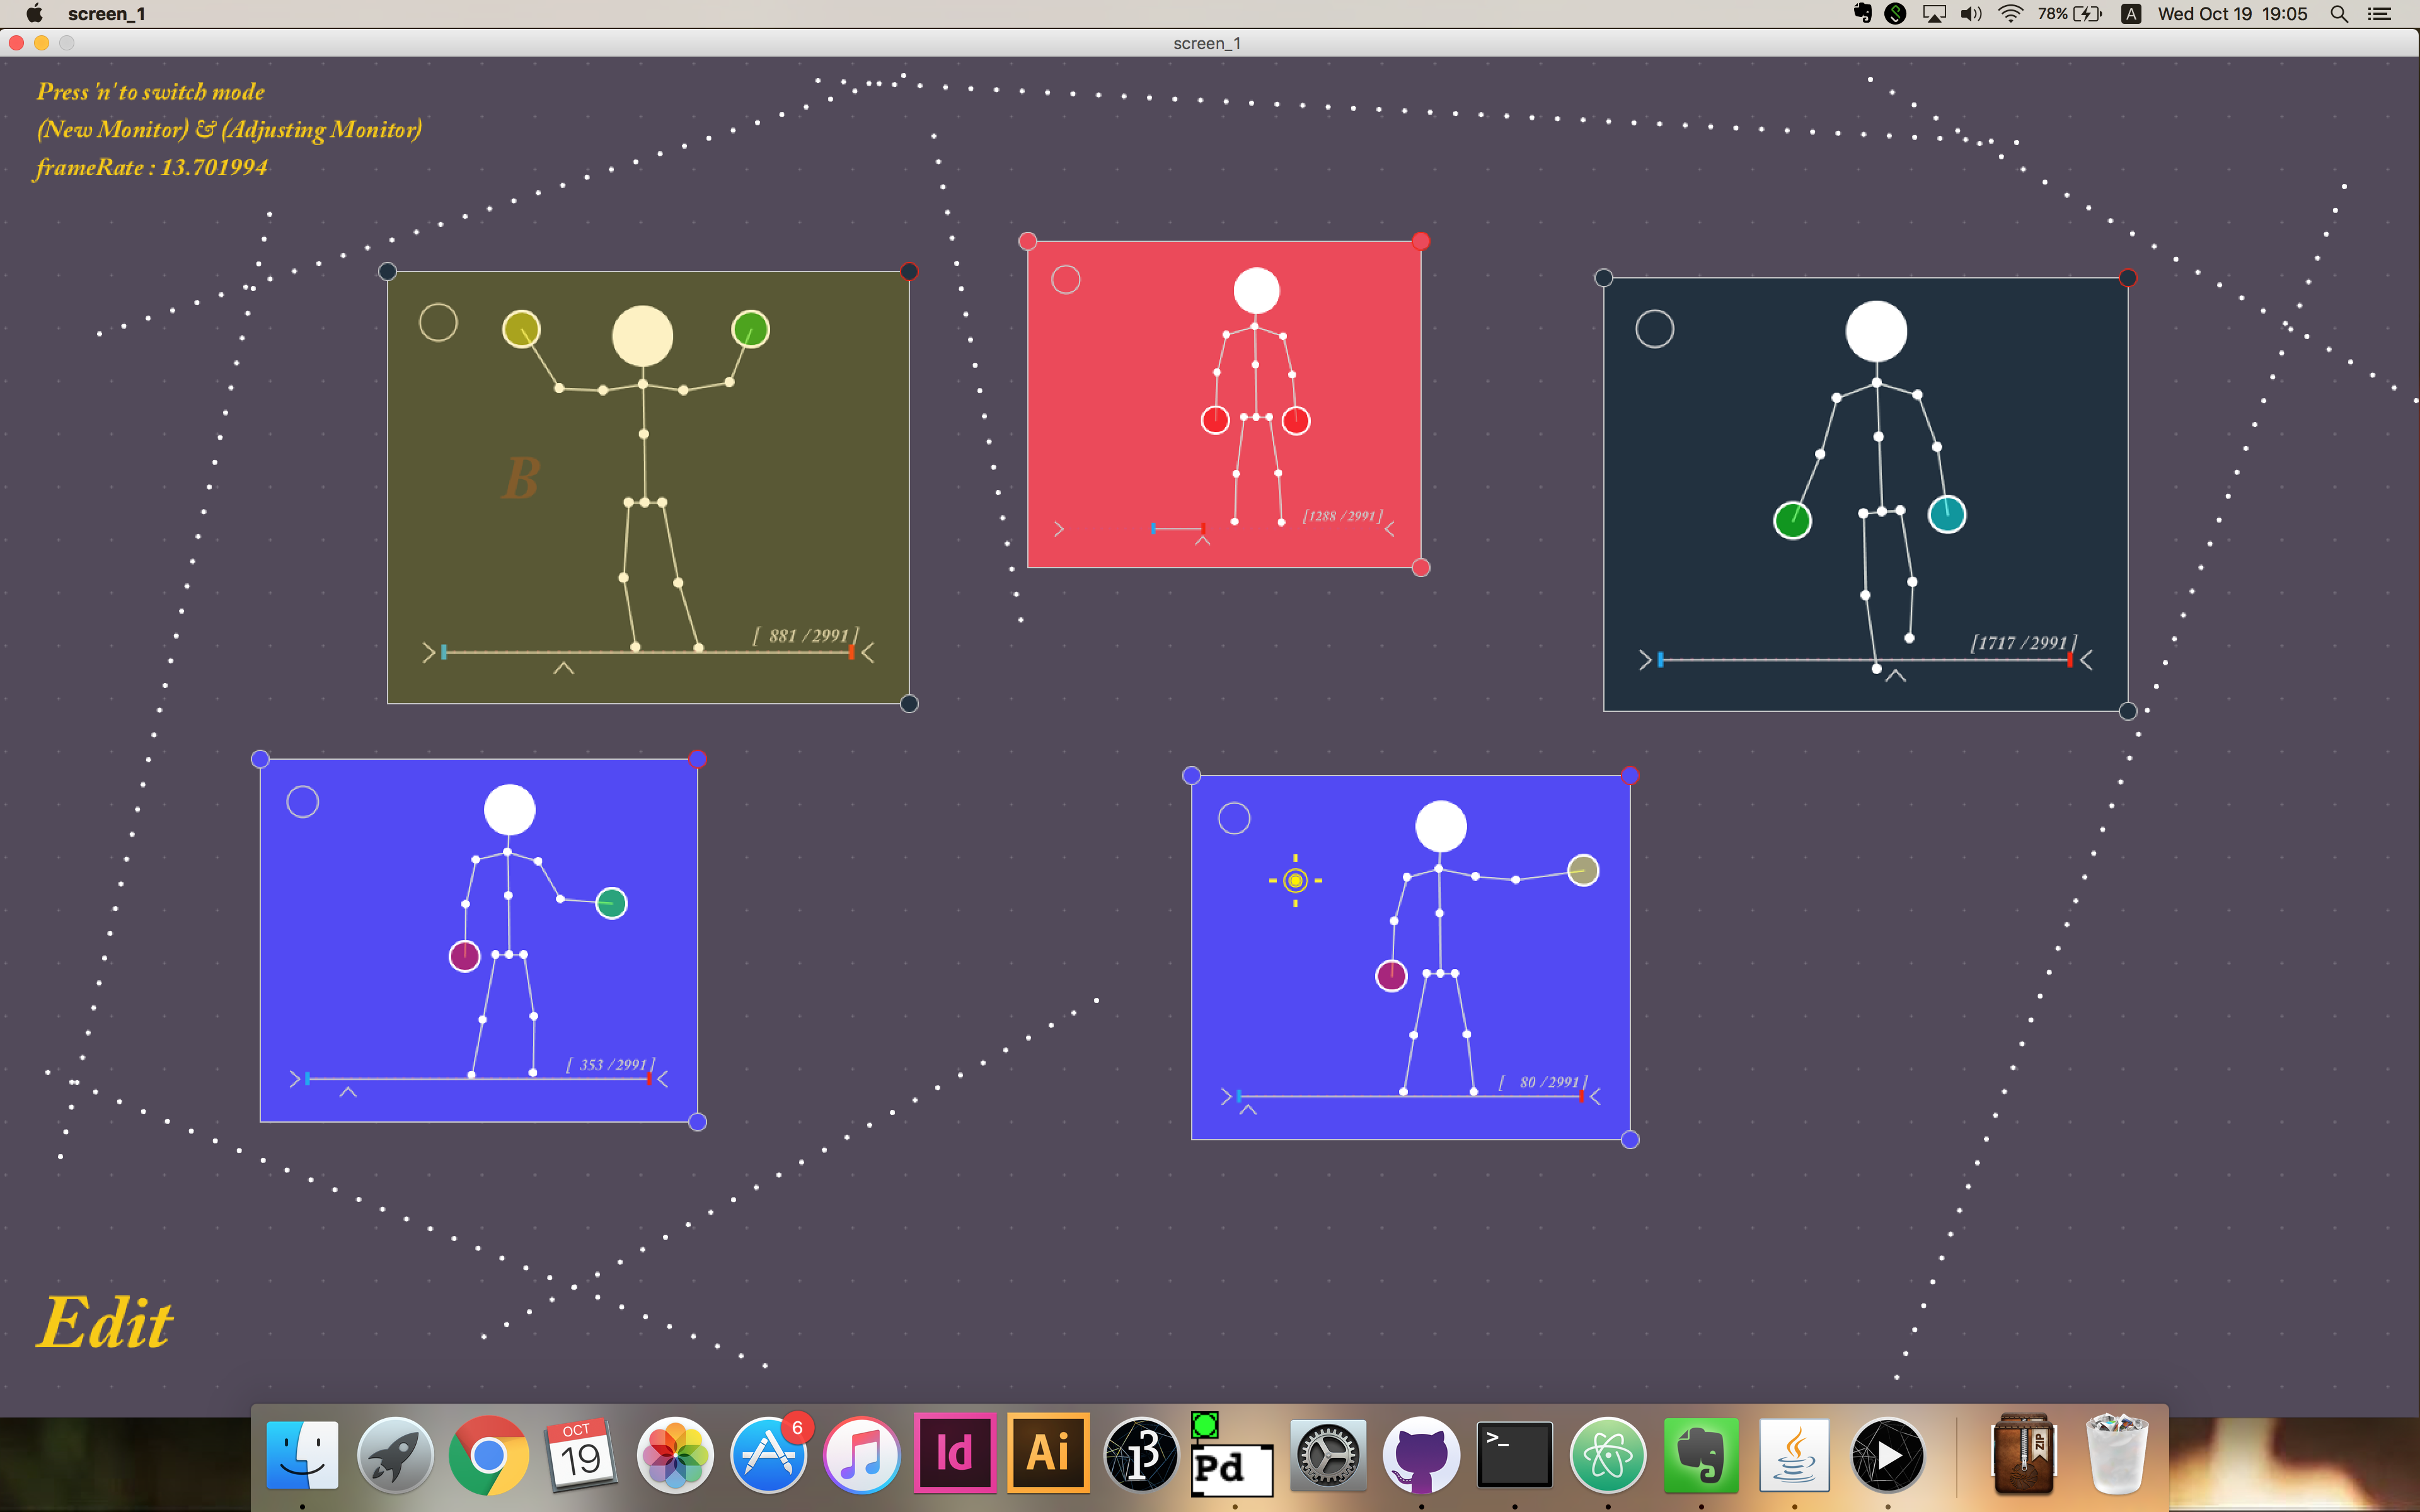 screen_1
78%
A
Wed Oct 19 19:05
screen_1
Press 'n' to switch mode
(New Monitor) & (Adjusting Monitor)
frameRate : 13.701994
B
[ 881 / 2991]
[1288 / 2991]
[1717 / 2991]
[ 353 / 2991]
[ 80 / 2991]
Edit
OCT
19
6
Id
Ai
Pd
>_
ZIP